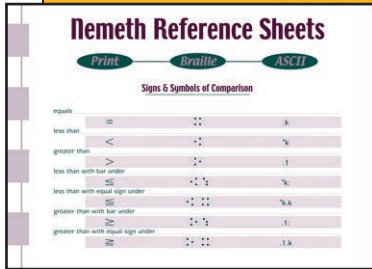 Nemeth Reference Sheets
Print Braille ASCII
Signs & Symbols of Comparison
equals
= ⠨⠅ .k
less than
< ⠐⠅ "k
greater than
> ⠨⠂ .1
less than with bar under
≦ "k:
less than with equal sign under
≦ "k.k
greater than with bar under
≧ .1:
greater than with equal sign under
≧ .1.k